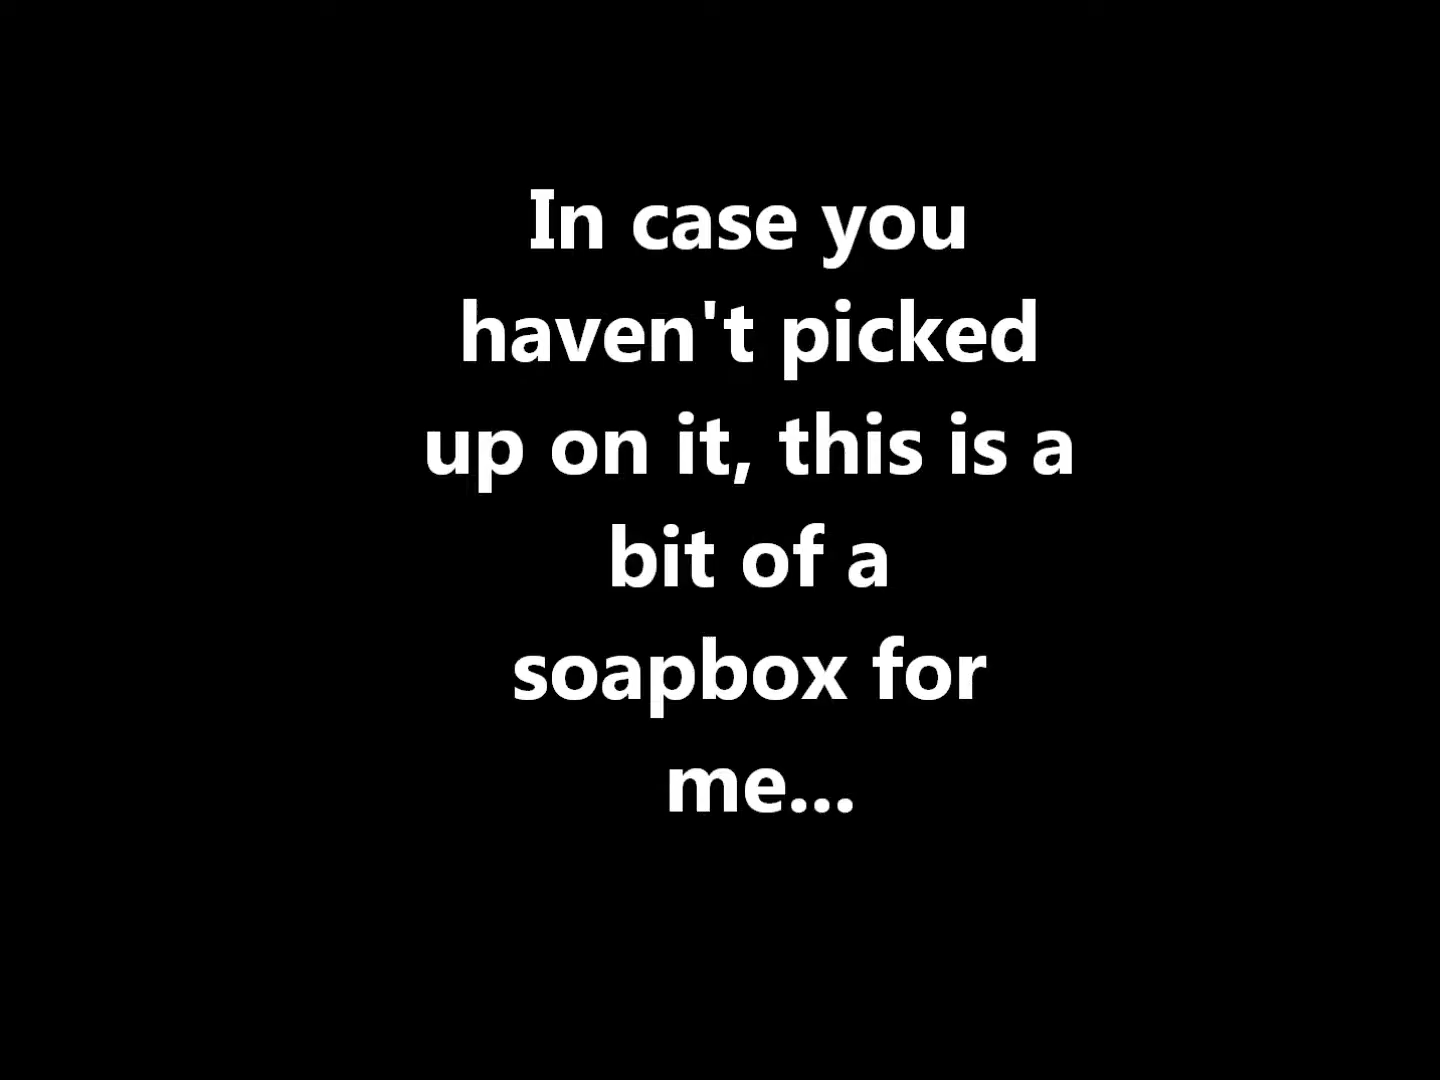 In case you
haven't picked
up on it, this is a
bit of a
soapbox for
me...